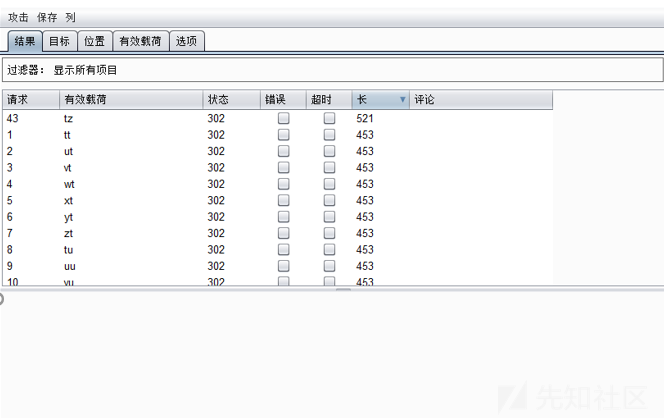 攻击 保存 列
结果 目标 位置 有效载荷 选项
过滤器： 显示所有项目
请求 有效载荷 状态 错误 超时 长 评论
43 tz 302 521
1 tt 302 453
2 ut 302 453
3 vt 302 453
4 wt 302 453
5 xt 302 453
6 yt 302 453
7 zt 302 453
8 tu 302 453
9 uu 302 453
10 vu 302 453
先知社区